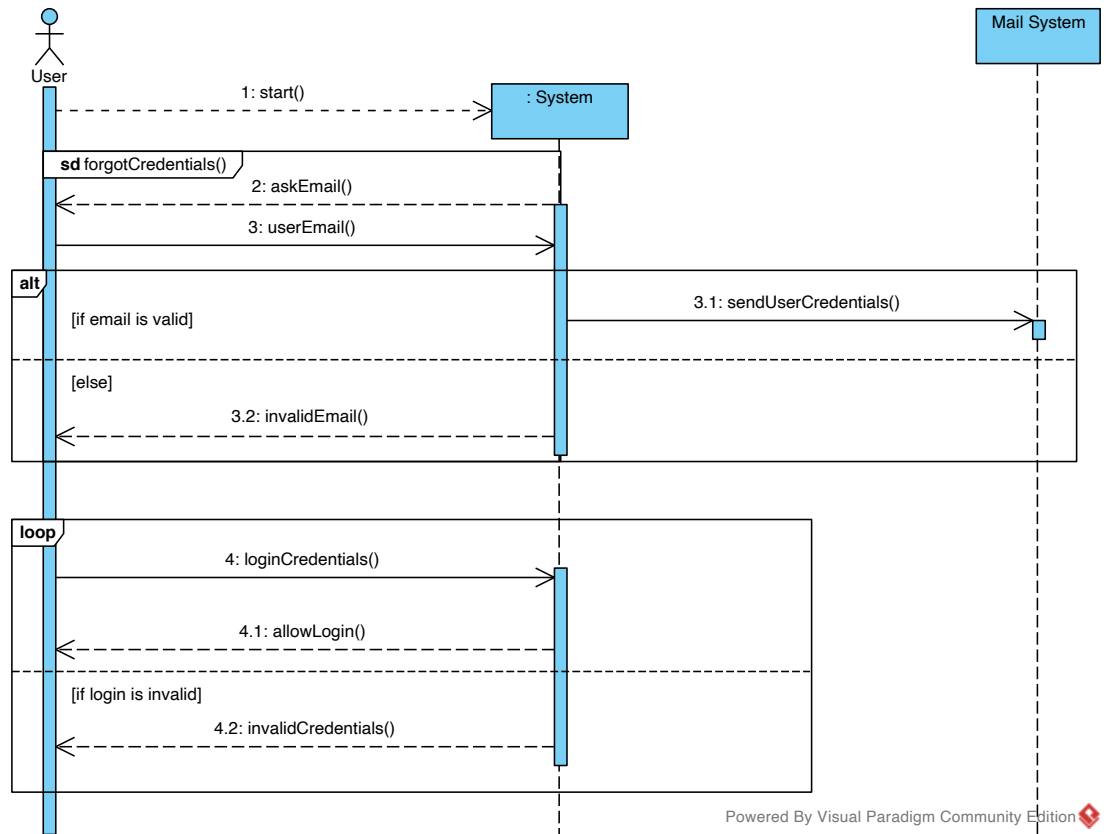 Mail System
User
1: start()
: System
sd forgotCredentials()
2: askEmail()
3: userEmail()
alt
3.1: sendUserCredentials()
[if email is valid]
[else]
3.2: invalidEmail()
loop
4: loginCredentials()
4.1: allowLogin()
[if login is invalid]
4.2: invalidCredentials()
Powered By Visual Paradigm Community Edition